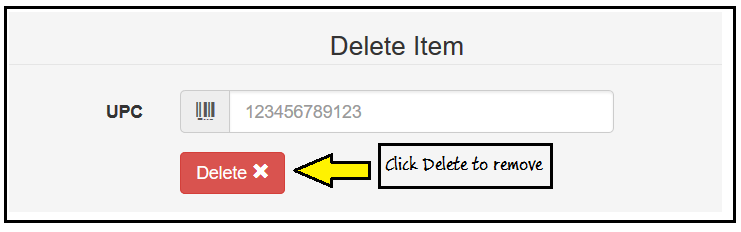 Delete Item
UPC 123456789123
Delete ✖ Click Delete to remove